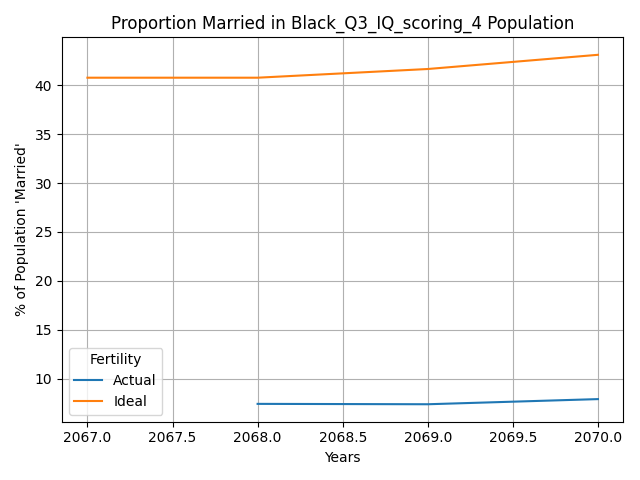 Proportion Married in Black_Q3_IQ_scoring_4 Population
% of Population 'Married'
40
35
30
25
20
15
10
Fertility
Actual
Ideal
2067.0 2067.5 2068.0 2068.5 2069.0 2069.5 2070.0
Years